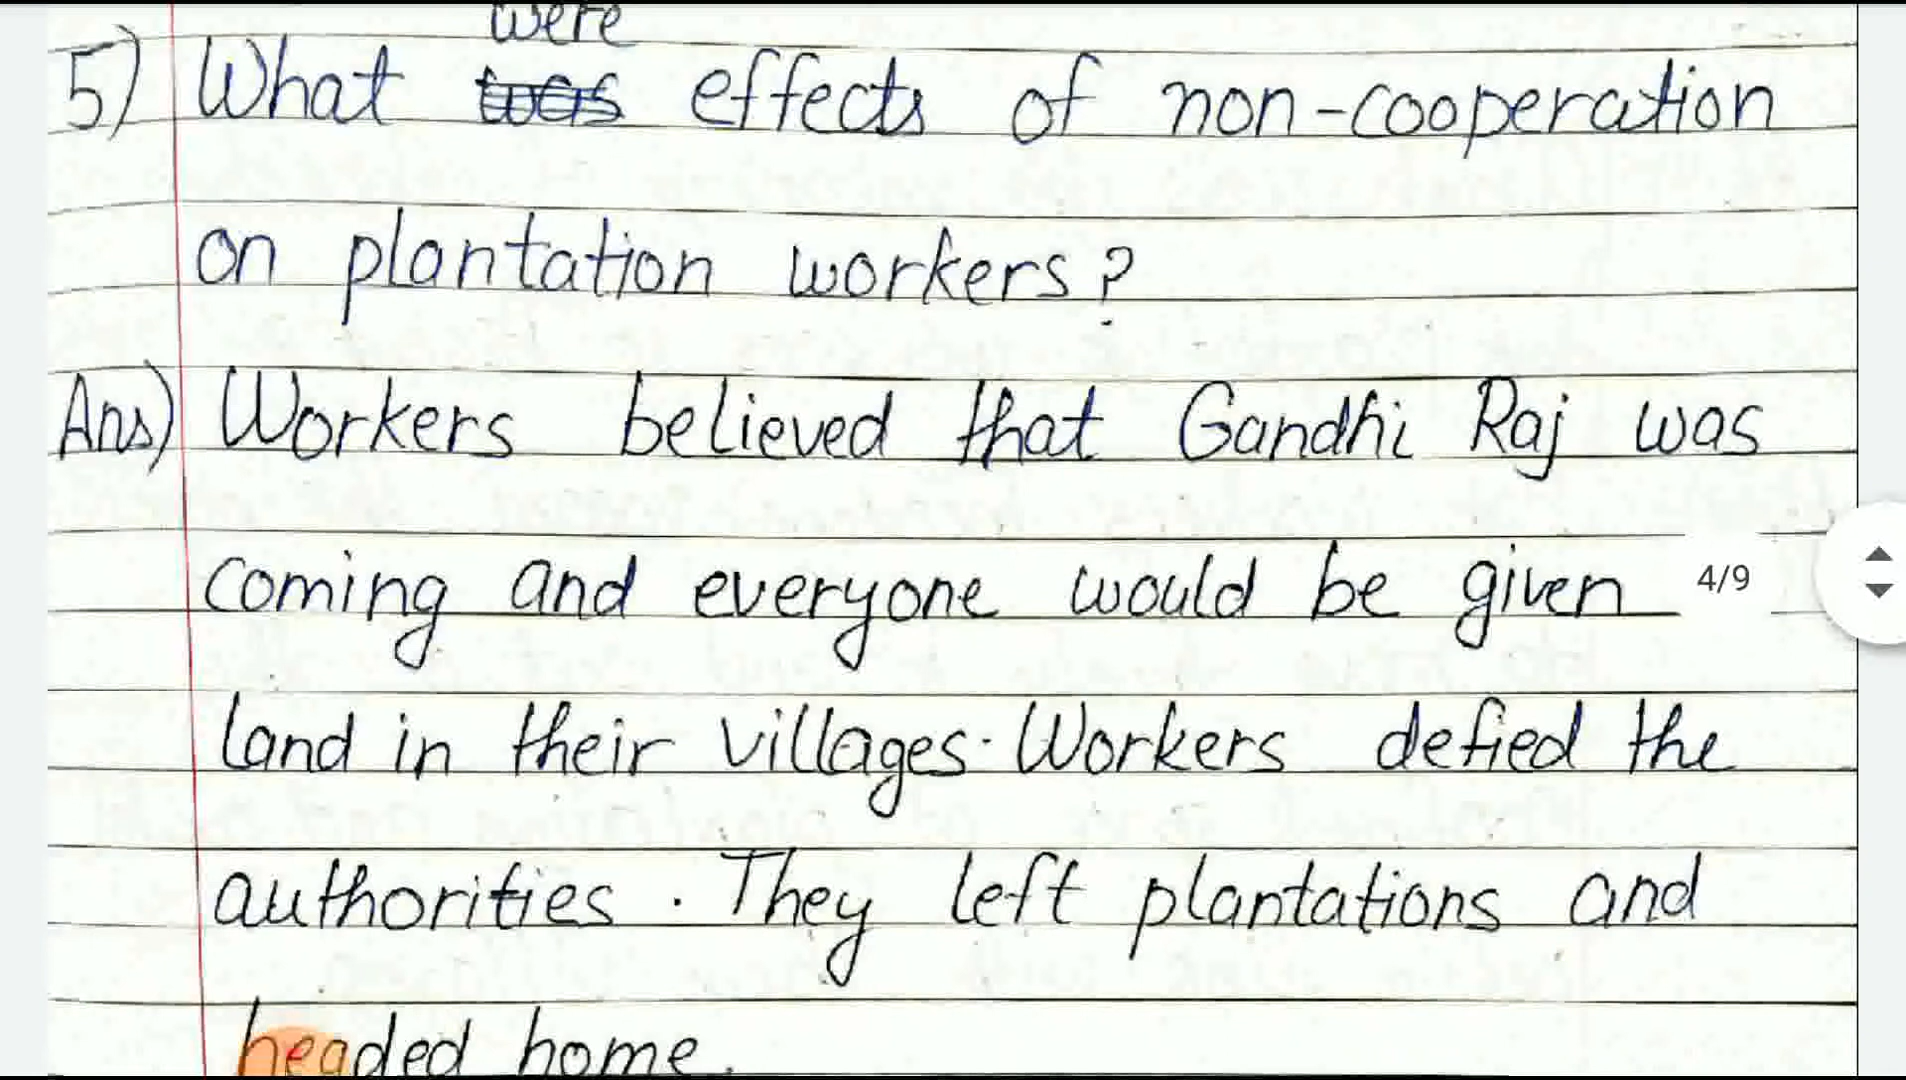 were
5) What was effects of non-cooperation
on plantation workers?
Ans) Workers believed that Gandhi Raj was
coming and everyone would be given
4/9
land in their villages. Workers defied the
authorities. They left plantations and
headed home.